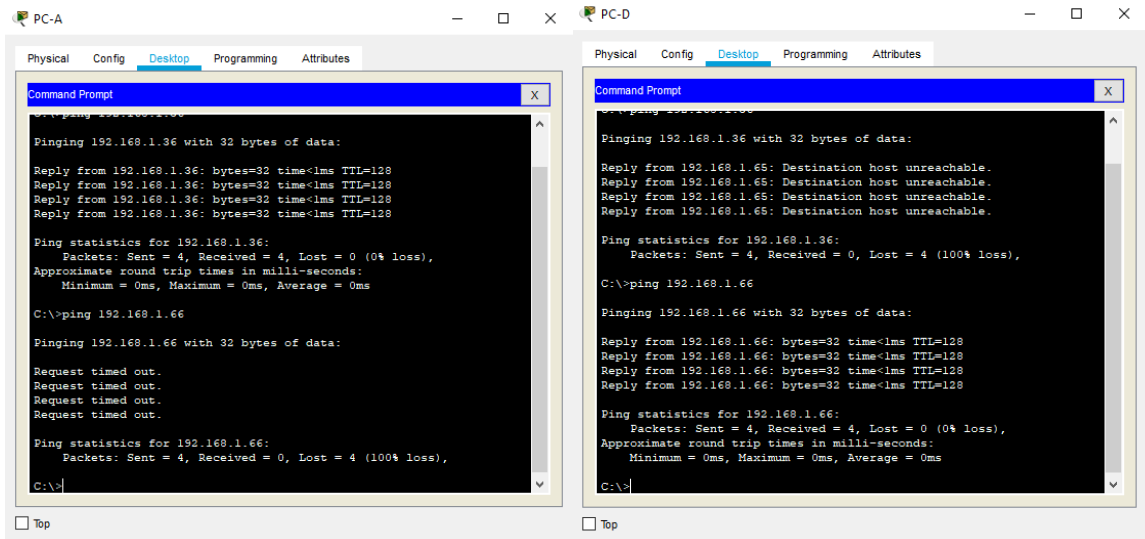 PC-A
Physical Config Desktop Programming Attributes
Command Prompt X
Pinging 192.168.1.36 with 32 bytes of data:
Reply from 192.168.1.36: bytes=32 time<1ms TTL=128
Reply from 192.168.1.36: bytes=32 time<1ms TTL=128
Reply from 192.168.1.36: bytes=32 time<1ms TTL=128
Reply from 192.168.1.36: bytes=32 time<1ms TTL=128
Ping statistics for 192.168.1.36:
Packets: Sent = 4, Received = 4, Lost = 0 (0% loss),
Approximate round trip times in milli-seconds:
Minimum = 0ms, Maximum = 0ms, Average = 0ms
C:\>ping 192.168.1.66
Pinging 192.168.1.66 with 32 bytes of data:
Request timed out.
Request timed out.
Request timed out.
Request timed out.
Ping statistics for 192.168.1.66:
Packets: Sent = 4, Received = 0, Lost = 4 (100% loss),
C:\>
Top
PC-D
Physical Config Desktop Programming Attributes
Command Prompt X
Pinging 192.168.1.36 with 32 bytes of data:
Reply from 192.168.1.65: Destination host unreachable.
Reply from 192.168.1.65: Destination host unreachable.
Reply from 192.168.1.65: Destination host unreachable.
Reply from 192.168.1.65: Destination host unreachable.
Ping statistics for 192.168.1.36:
Packets: Sent = 4, Received = 0, Lost = 4 (100% loss),
C:\>ping 192.168.1.66
Pinging 192.168.1.66 with 32 bytes of data:
Reply from 192.168.1.66: bytes=32 time<1ms TTL=128
Reply from 192.168.1.66: bytes=32 time<1ms TTL=128
Reply from 192.168.1.66: bytes=32 time<1ms TTL=128
Reply from 192.168.1.66: bytes=32 time<1ms TTL=128
Ping statistics for 192.168.1.66:
Packets: Sent = 4, Received = 4, Lost = 0 (0% loss),
Approximate round trip times in milli-seconds:
Minimum = 0ms, Maximum = 0ms, Average = 0ms
C:\>
Top